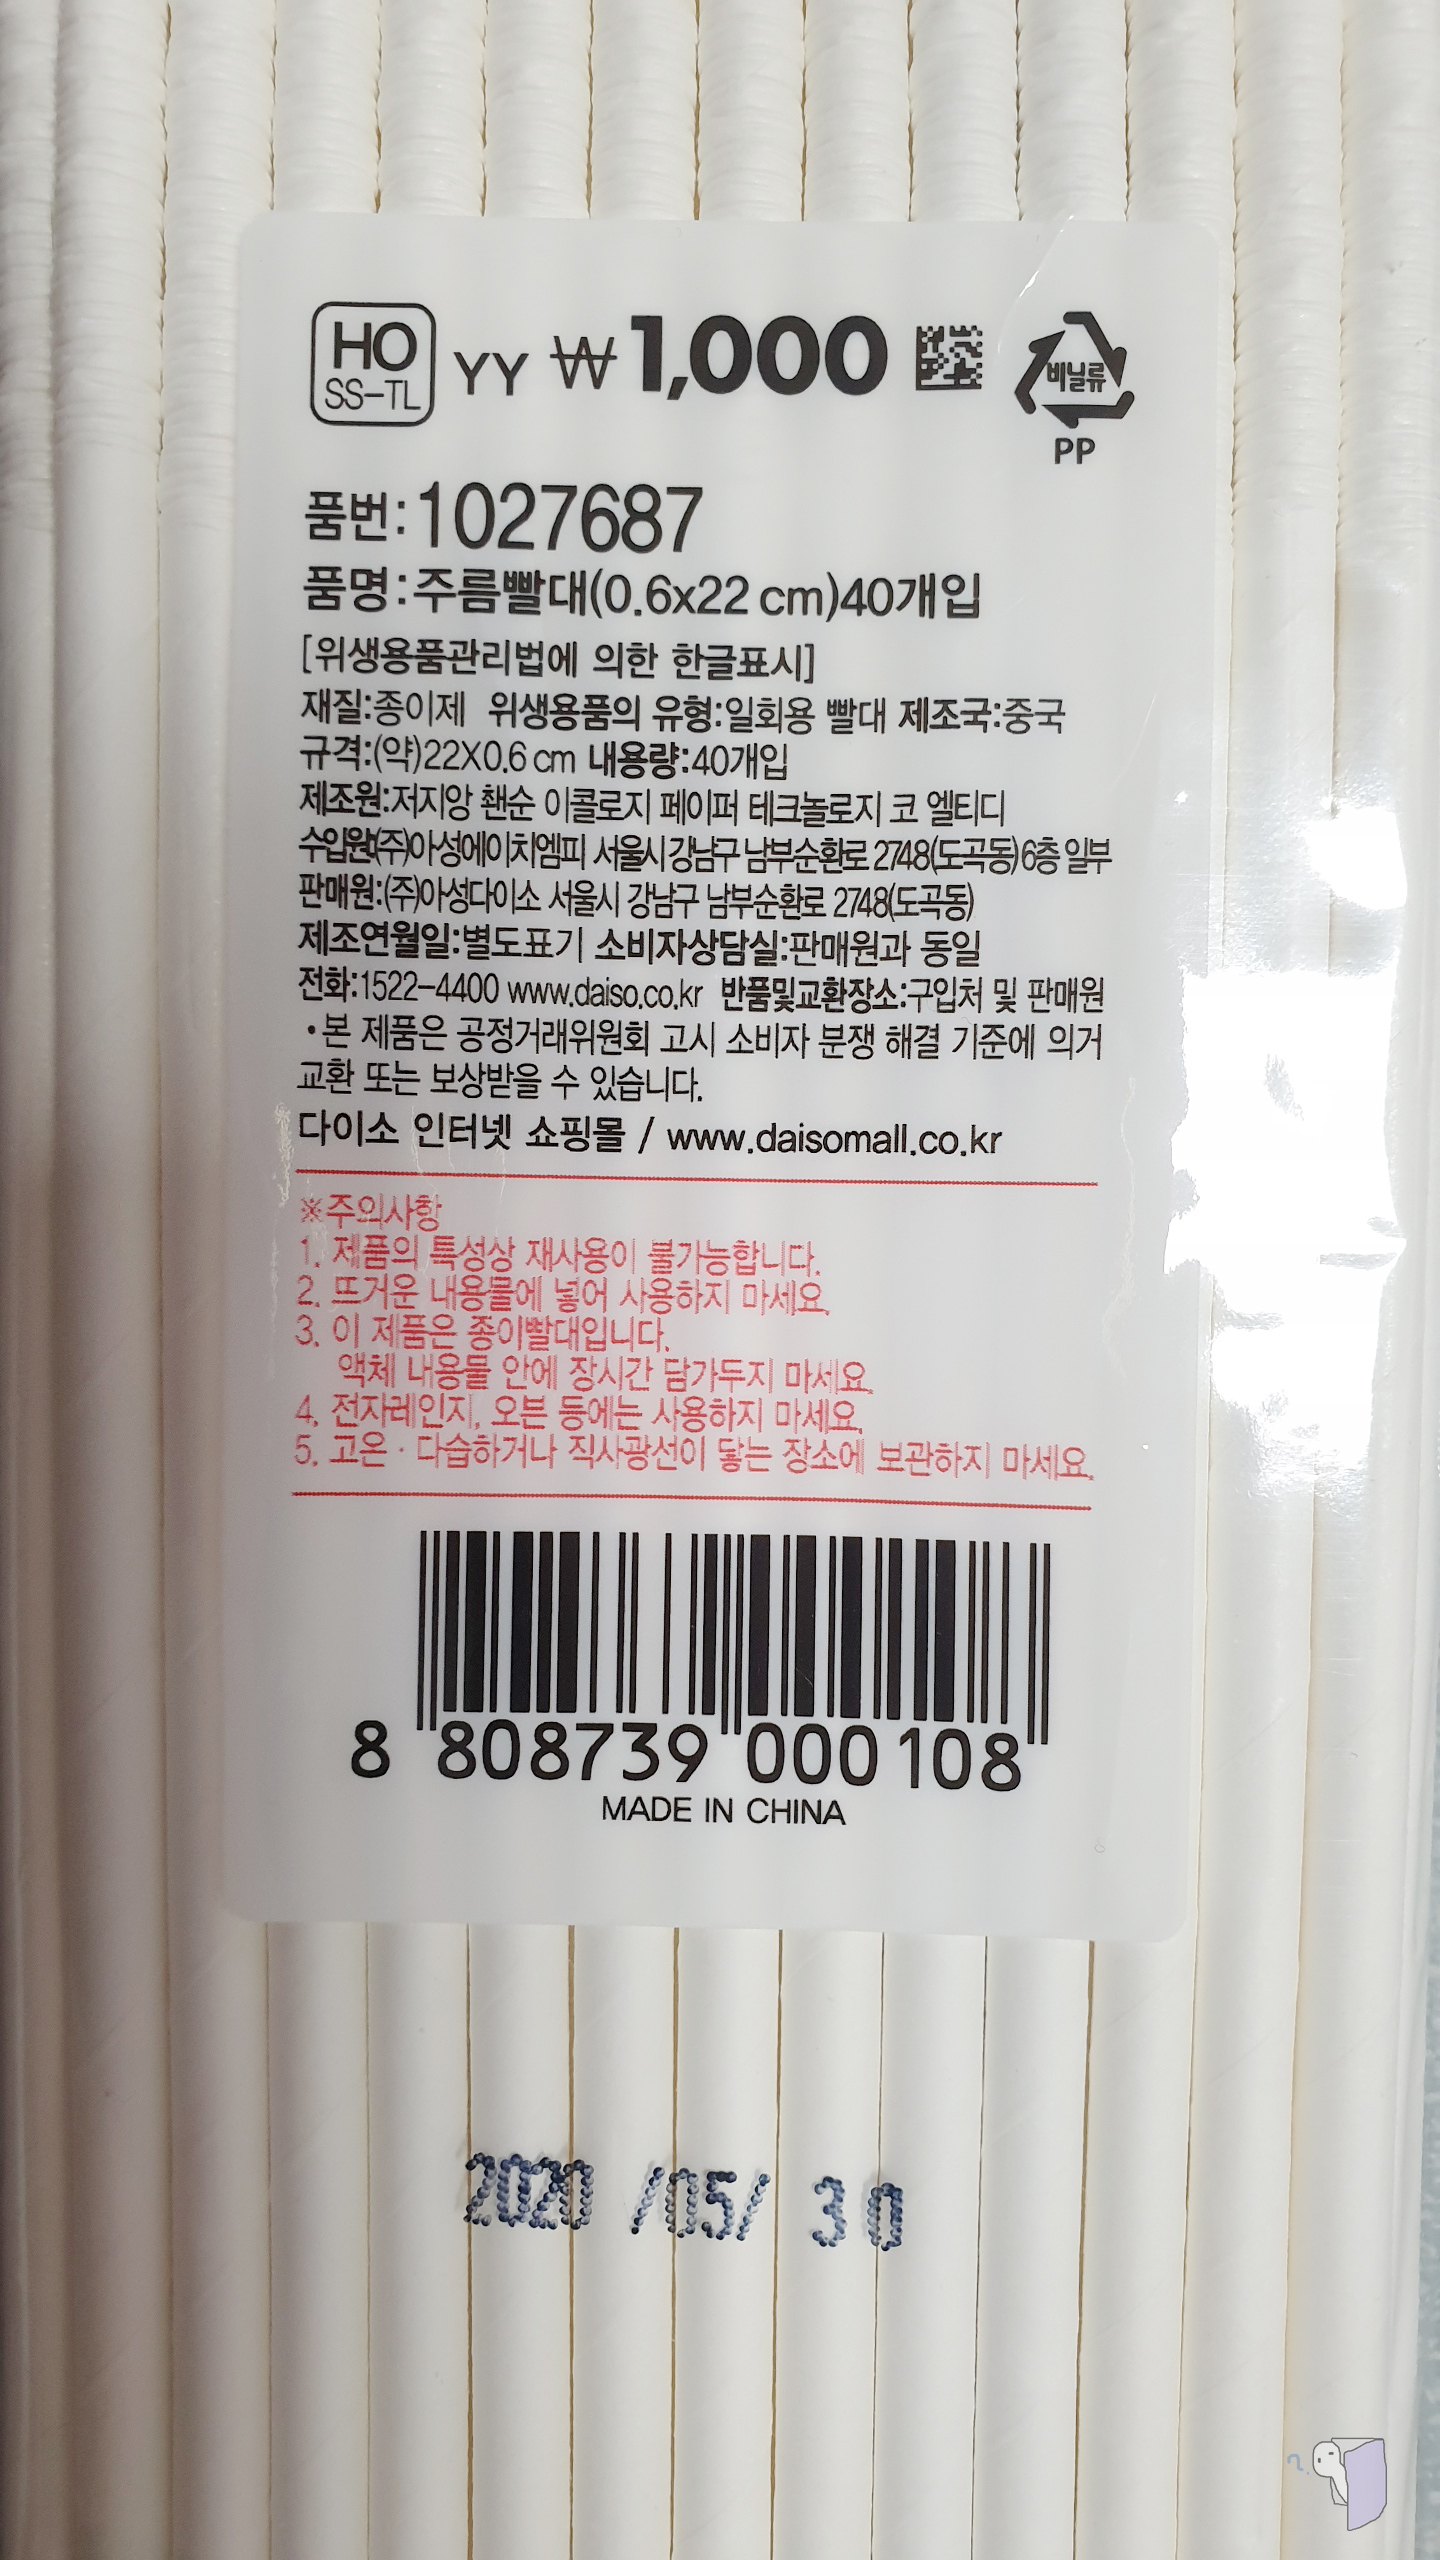 HO
SS-TL
YY ₩1,000
비닐류
PP
품번:1027687
품명:주름빨대(0.6x22 cm)40개입
[위생용품관리법에 의한 한글표시]
재질:종이제 위생용품의 유형:일회용 빨대 제조국:중국
규격:(약)22X0.6 cm 내용량:40개입
제조원:저지앙 챈순 이콜로지 페이퍼 테크놀로지 코 엘티디
수입원:(주)아성에이치엠피 서울시 강남구 남부순환로 2748(도곡동) 6층 일부
판매원:(주)아성다이소 서울시 강남구 남부순환로 2748(도곡동)
제조연월일:별도표기 소비자상담실:판매원과 동일
전화:1522-4400 www.daiso.co.kr 반품및교환장소:구입처 및 판매원
•본 제품은 공정거래위원회 고시 소비자 분쟁 해결 기준에 의거
교환 또는 보상받을 수 있습니다.
다이소 인터넷 쇼핑몰 / www.daisomall.co.kr
※주의사항
1. 제품의 특성상 재사용이 불가능합니다.
2. 뜨거운 내용물에 넣어 사용하지 마세요.
3. 이 제품은 종이빨대입니다.
액체 내용물 안에 장시간 담가두지 마세요.
4. 전자레인지, 오븐 등에는 사용하지 마세요.
5. 고온 · 다습하거나 직사광선이 닿는 장소에 보관하지 마세요.
8 808739 000108
MADE IN CHINA
2020 /05/ 30
?